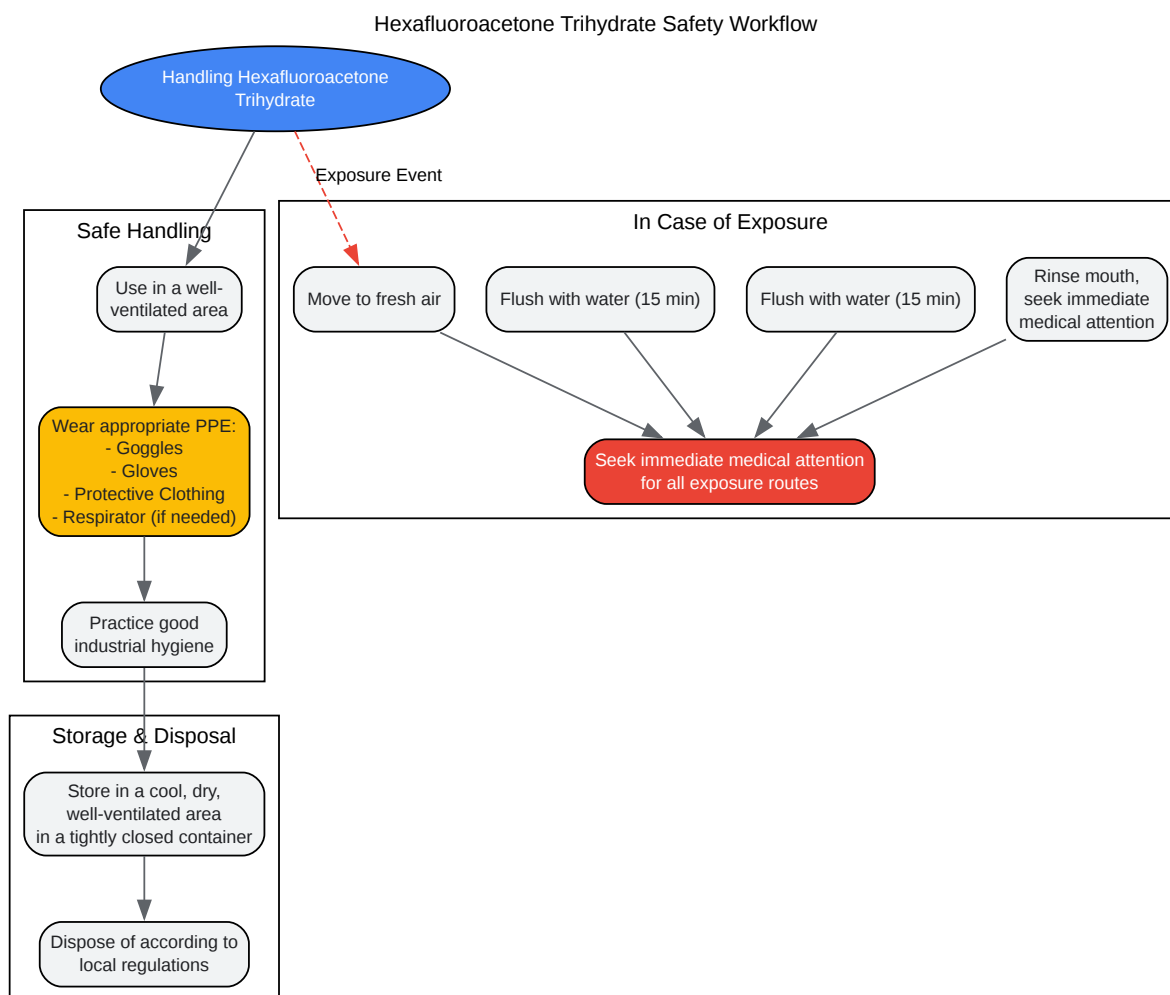 Hexafluoroacetone Trihydrate Safety Workflow
Handling Hexafluoroacetone
Trihydrate
Exposure Event
Safe Handling
Use in a well-
ventilated area
Wear appropriate PPE:
- Goggles
- Gloves
- Protective Clothing
- Respirator (if needed)
Practice good
industrial hygiene
In Case of Exposure
Move to fresh air
Flush with water (15 min)
Flush with water (15 min)
Rinse mouth,
seek immediate
medical attention
Seek immediate medical attention
for all exposure routes
Storage & Disposal
Store in a cool, dry,
well-ventilated area
in a tightly closed container
Dispose of according to
local regulations